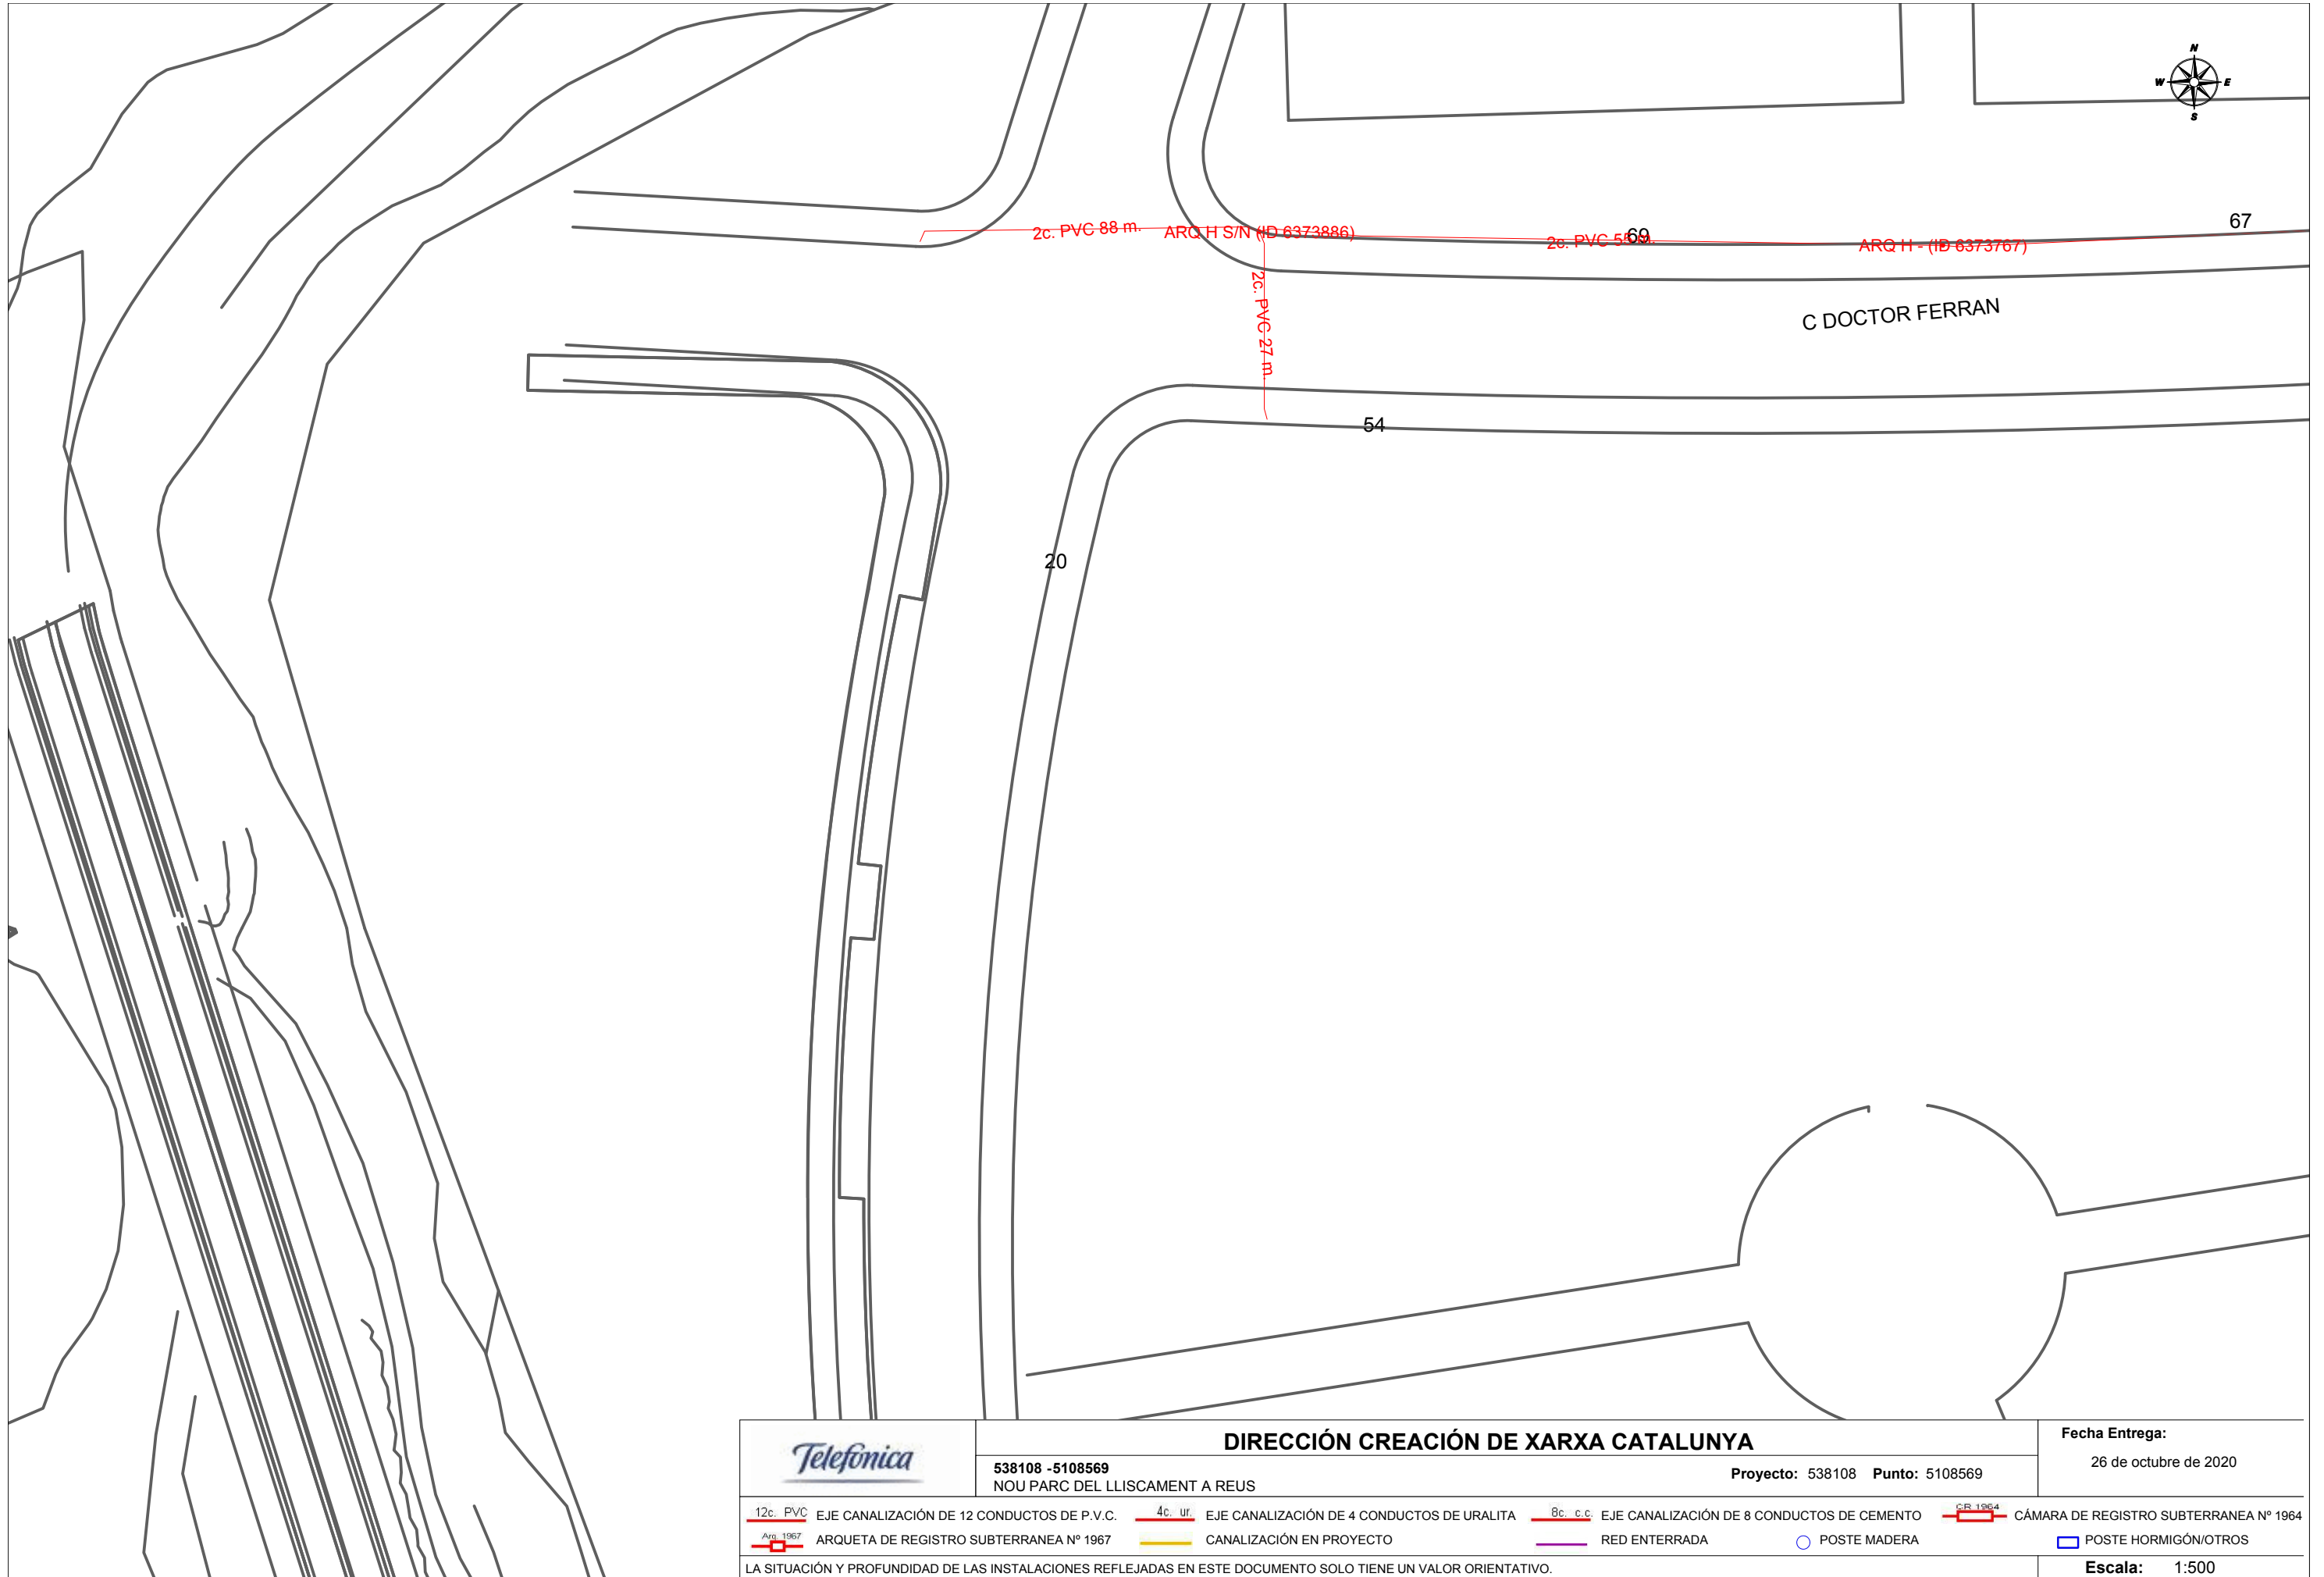 N
W E
S
2c. PVC 88 m.
ARQ H S/N (ID 6373886)
2c. PVC 55 m.
69
ARQ H - (ID 6373767)
67
2c. PVC 27 m.
C DOCTOR FERRAN
54
20
Telefónica
DIRECCIÓN CREACIÓN DE XARXA CATALUNYA
538108 -5108569
NOU PARC DEL LLISCAMENT A REUS
Proyecto: 538108 Punto: 5108569
Fecha Entrega:
26 de octubre de 2020
12c. PVC EJE CANALIZACIÓN DE 12 CONDUCTOS DE P.V.C.
4c. ur. EJE CANALIZACIÓN DE 4 CONDUCTOS DE URALITA
8c. c.c. EJE CANALIZACIÓN DE 8 CONDUCTOS DE CEMENTO
CR 1964 CÁMARA DE REGISTRO SUBTERRANEA Nº 1964
Arq. 1967 ARQUETA DE REGISTRO SUBTERRANEA Nº 1967
CANALIZACIÓN EN PROYECTO
RED ENTERRADA
POSTE MADERA
POSTE HORMIGÓN/OTROS
LA SITUACIÓN Y PROFUNDIDAD DE LAS INSTALACIONES REFLEJADAS EN ESTE DOCUMENTO SOLO TIENE UN VALOR ORIENTATIVO.
Escala: 1:500